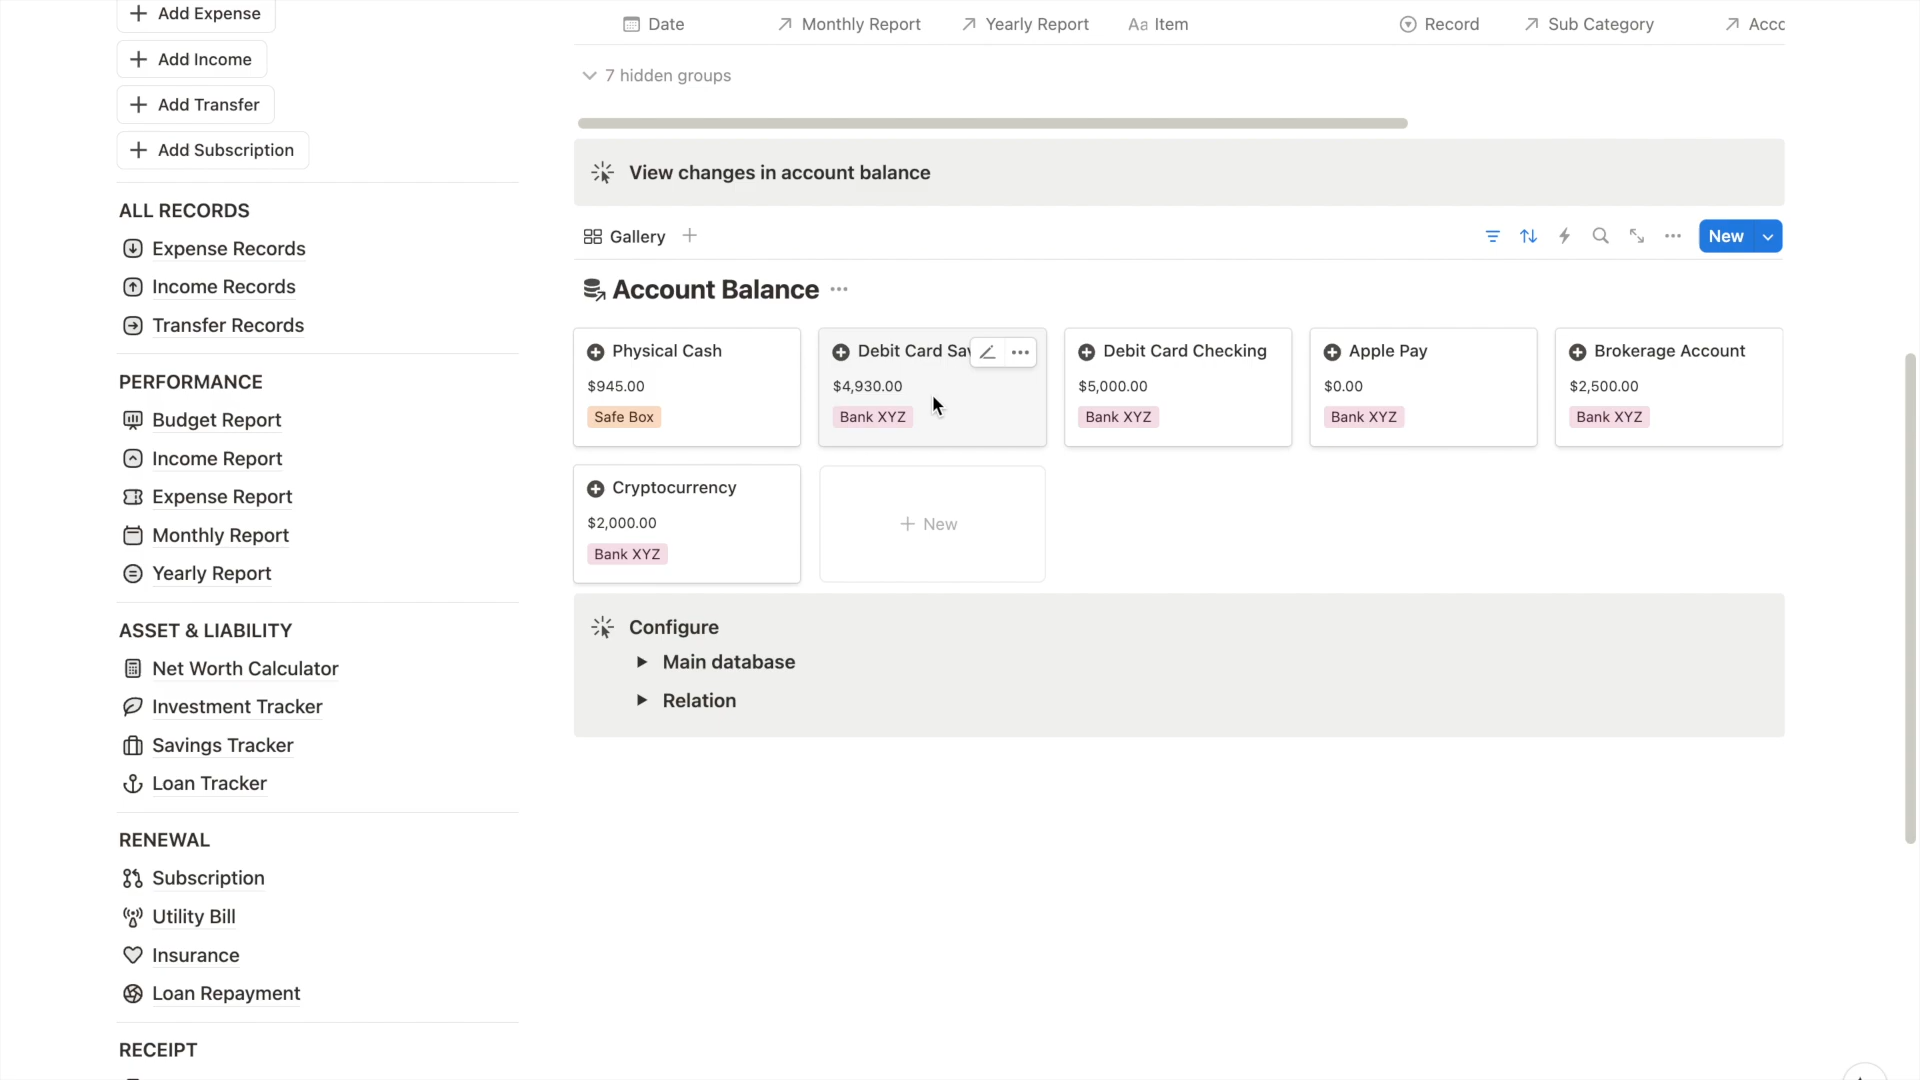 Add Expense
Add Income
Add Transfer
Add Subscription
ALL RECORDS
Expense Records
Income Records
Transfer Records
PERFORMANCE
Budget Report
Income Report
Expense Report
Monthly Report
Yearly Report
ASSET & LIABILITY
Net Worth Calculator
Investment Tracker
Savings Tracker
Loan Tracker
RENEWAL
Subscription
Utility Bill
Insurance
Loan Repayment
RECEIPT
Date Monthly Report Yearly Report Aa Item Record Sub Category Acc
7 hidden groups
View changes in account balance
Gallery
New
Account Balance
Physical Cash
$945.00
Safe Box
Debit Card Sav
$4,930.00
Bank XYZ
Debit Card Checking
$5,000.00
Bank XYZ
Apple Pay
$0.00
Bank XYZ
Brokerage Account
$2,500.00
Bank XYZ
Cryptocurrency
$2,000.00
Bank XYZ
New
Configure
Main database
Relation